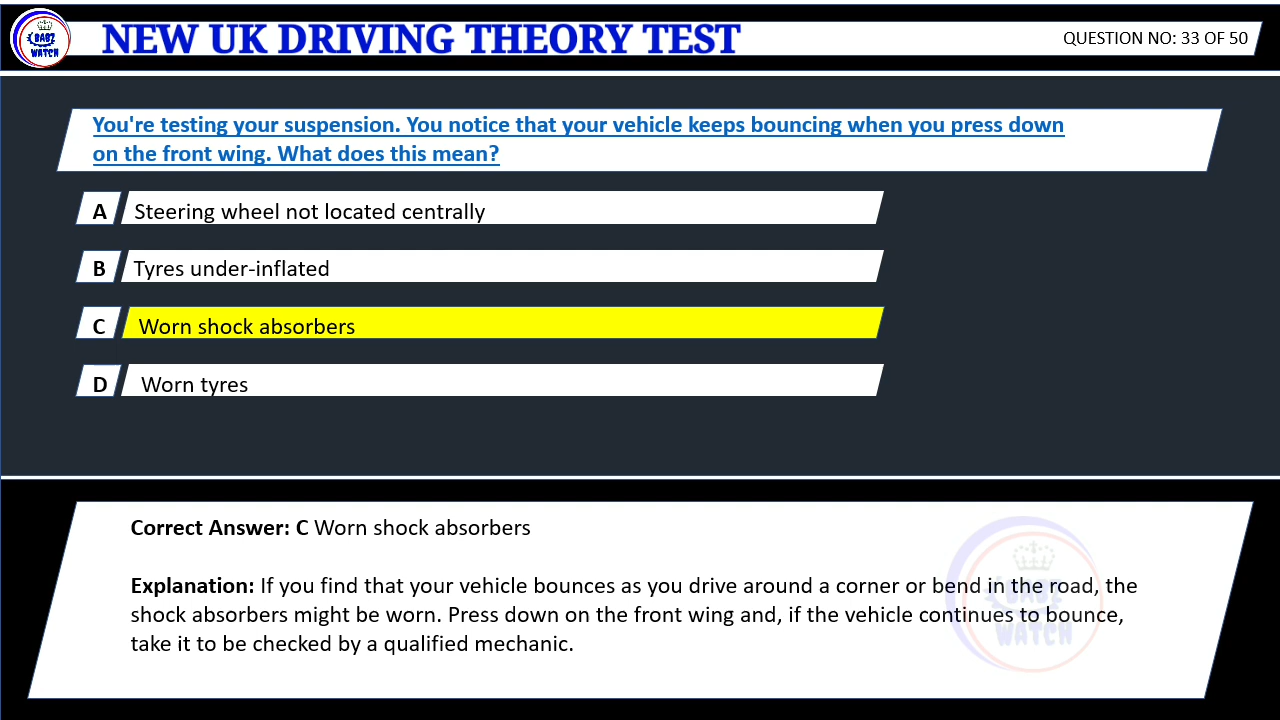 BABZ
WATCH
NEW UK DRIVING THEORY TEST
QUESTION NO: 33 OF 50
You're testing your suspension. You notice that your vehicle keeps bouncing when you press down
on the front wing. What does this mean?
A Steering wheel not located centrally
B Tyres under-inflated
C Worn shock absorbers
D Worn tyres
Correct Answer: C Worn shock absorbers
Explanation: If you find that your vehicle bounces as you drive around a corner or bend in the road, the
shock absorbers might be worn. Press down on the front wing and, if the vehicle continues to bounce,
take it to be checked by a qualified mechanic.
BABZ
WATCH